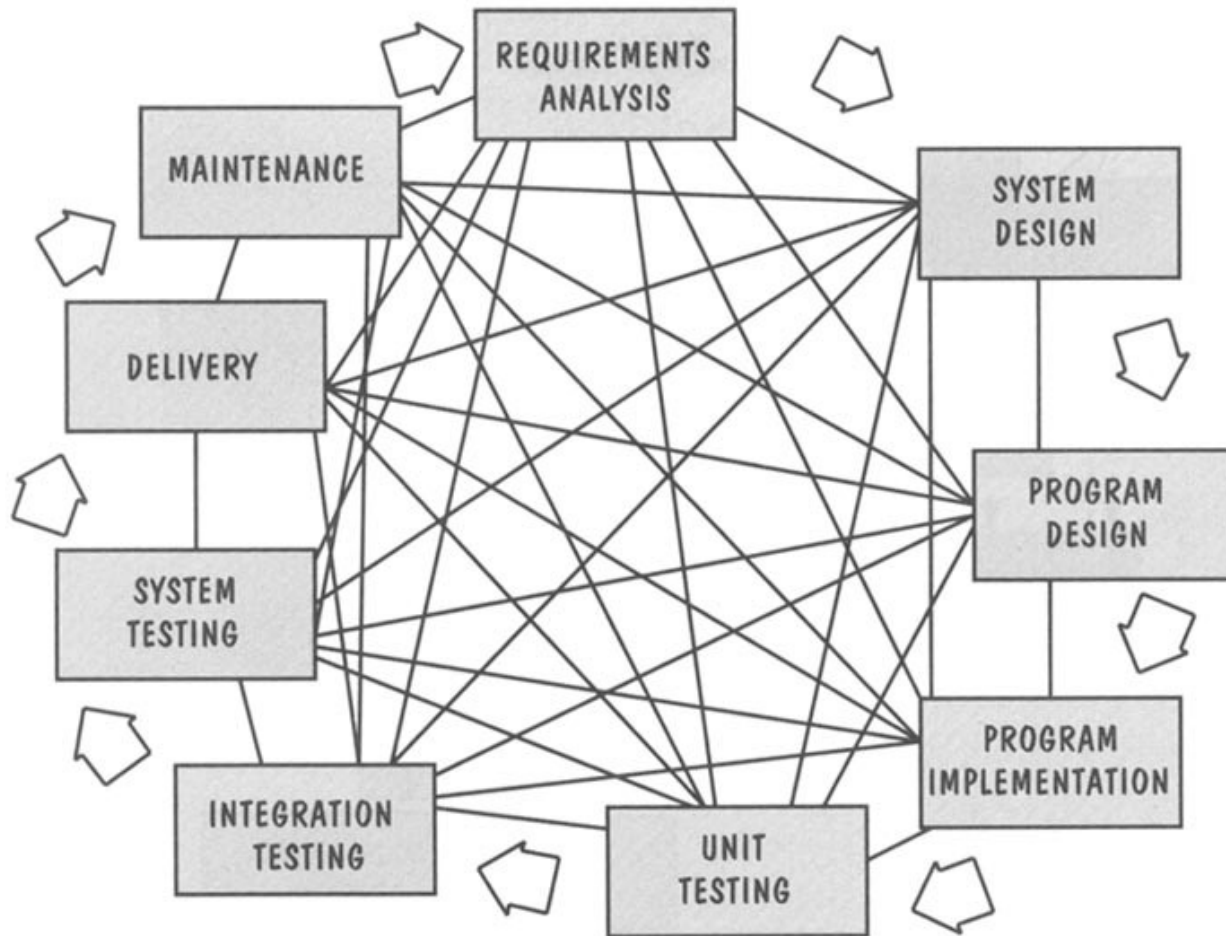 REQUIREMENTS
ANALYSIS
SYSTEM
DESIGN
PROGRAM
DESIGN
PROGRAM
IMPLEMENTATION
UNIT
TESTING
INTEGRATION
TESTING
SYSTEM
TESTING
DELIVERY
MAINTENANCE